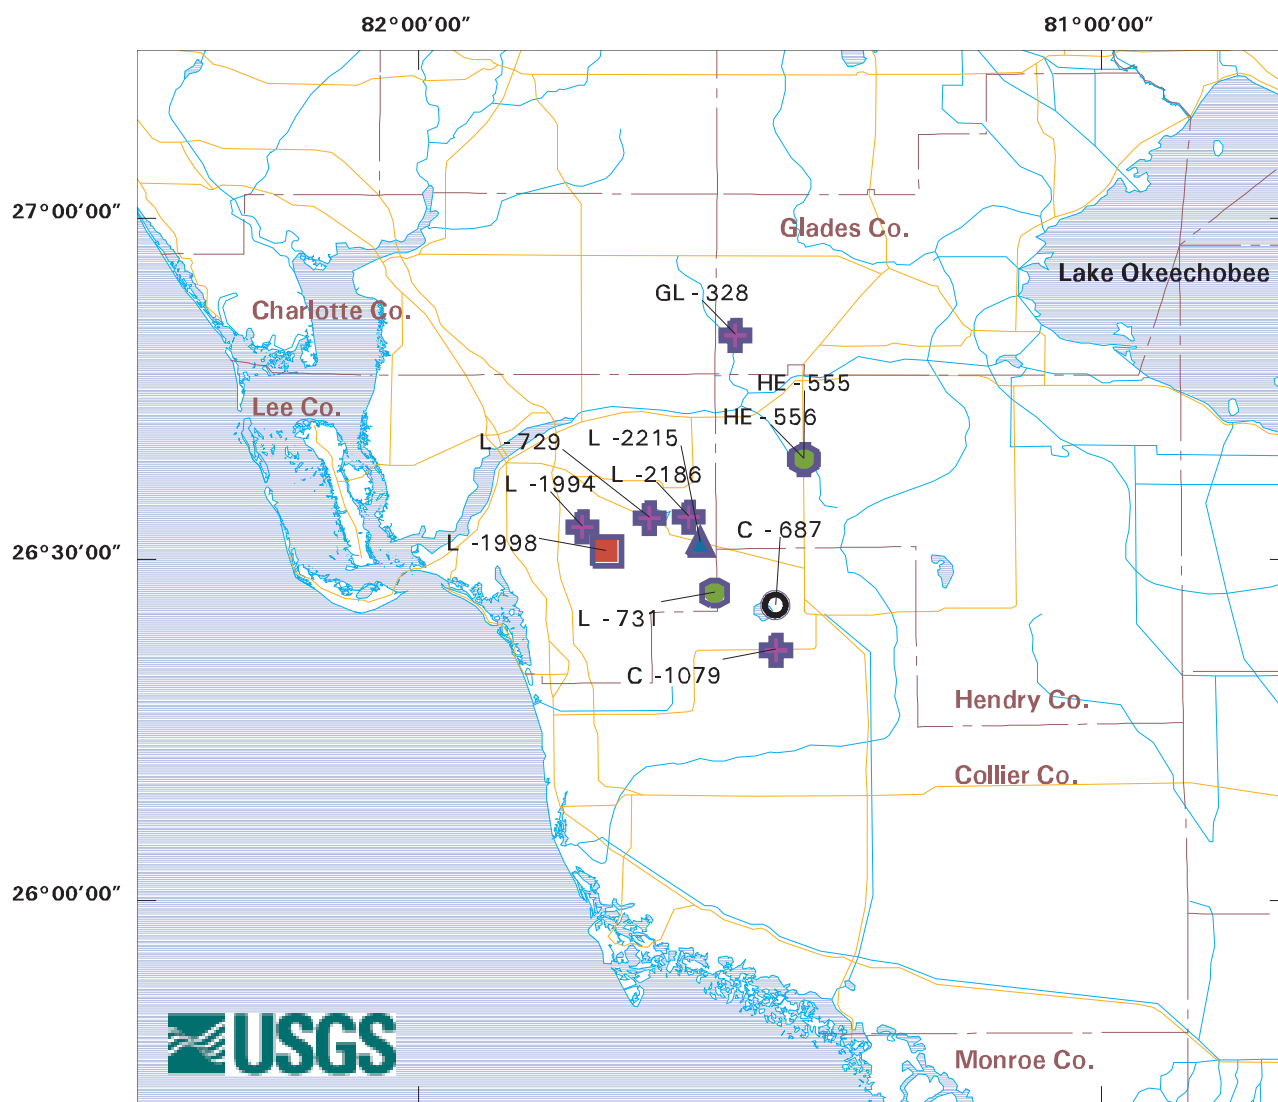 82°00'00"
81°00'00"
27°00'00"
Glades Co.
Lake Okeechobee
GL - 328
Charlotte Co.
HE - 555
Lee Co.
HE - 556
L - 729
L - 2215
L - 2186
L - 1994
C - 687
L - 1998
26°30'00"
L - 731
C - 1079
Hendry Co.
Collier Co.
26°00'00"
USGS
Monroe Co.